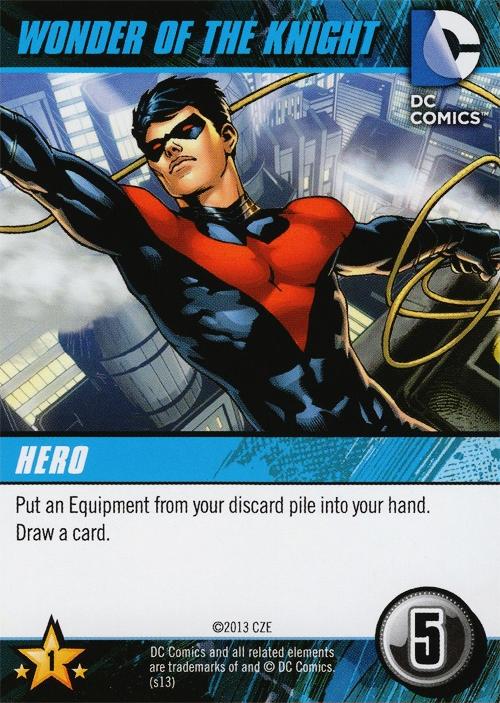 WONDER OF THE KNIGHT
DC
DC
COMICS™
HERO
Put an Equipment from your discard pile into your hand.
Draw a card.
©2013 CZE
1
DC Comics and all related elements
are trademarks of and © DC Comics.
(s13)
5